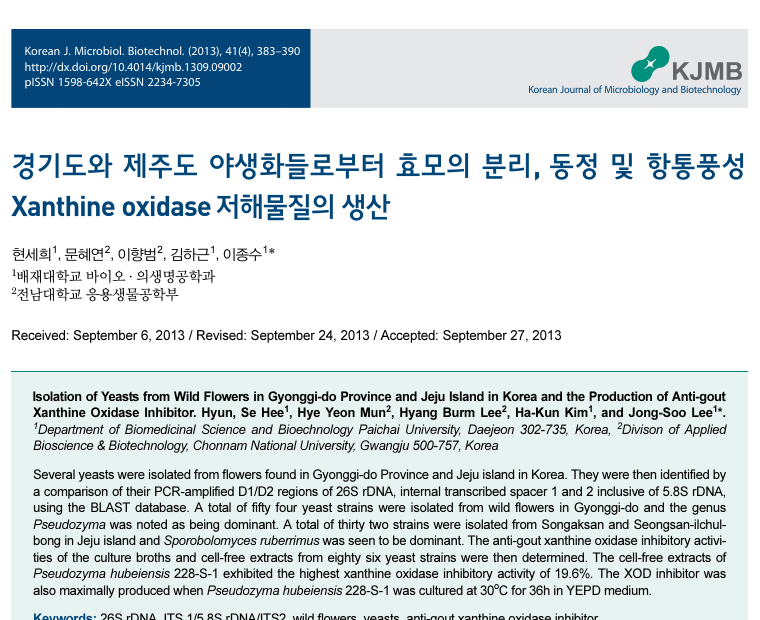 Korean J. Microbiol. Biotechnol. (2013), 41(4), 383–390
http://dx.doi.org/10.4014/kjmb.1309.09002
pISSN 1598-642X eISSN 2234-7305
KJMB
Korean Journal of Microbiology and Biotechnology
경기도와 제주도 야생화들로부터 효모의 분리, 동정 및 항통풍성
Xanthine oxidase 저해물질의 생산
현세희1, 문혜연2, 이향범2, 김하근1, 이종수1*
1배재대학교 바이오·의생명공학과
2전남대학교 응용생물공학부
Received: September 6, 2013 / Revised: September 24, 2013 / Accepted: September 27, 2013
Isolation of Yeasts from Wild Flowers in Gyonggi-do Province and Jeju Island in Korea and the Production of Anti-gout
Xanthine Oxidase Inhibitor. Hyun, Se Hee1, Hye Yeon Mun2, Hyang Burm Lee2, Ha-Kun Kim1, and Jong-Soo Lee1*.
1Department of Biomedicinal Science and Bioechnology Paichai University, Daejeon 302-735, Korea, 2Divison of Applied
Bioscience & Biotechnology, Chonnam National University, Gwangju 500-757, Korea
Several yeasts were isolated from flowers found in Gyonggi-do Province and Jeju island in Korea. They were then identified by
a comparison of their PCR-amplified D1/D2 regions of 26S rDNA, internal transcribed spacer 1 and 2 inclusive of 5.8S rDNA,
using the BLAST database. A total of fifty four yeast strains were isolated from wild flowers in Gyonggi-do and the genus
Pseudozyma was noted as being dominant. A total of thirty two strains were isolated from Songaksan and Seongsan-ilchul-
bong in Jeju island and Sporobolomyces ruberrimus was seen to be dominant. The anti-gout xanthine oxidase inhibitory activi-
ties of the culture broths and cell-free extracts from eighty six yeast strains were then determined. The cell-free extracts of
Pseudozyma hubeiensis 228-S-1 exhibited the highest xanthine oxidase inhibitory activity of 19.6%. The XOD inhibitor was
also maximally produced when Pseudozyma hubeiensis 228-S-1 was cultured at 30oC for 36h in YEPD medium.
Keywords: 26S rDNA, ITS 1/5.8S rDNA/ITS2, wild flowers, yeasts, anti-gout xanthine oxidase inhibitor